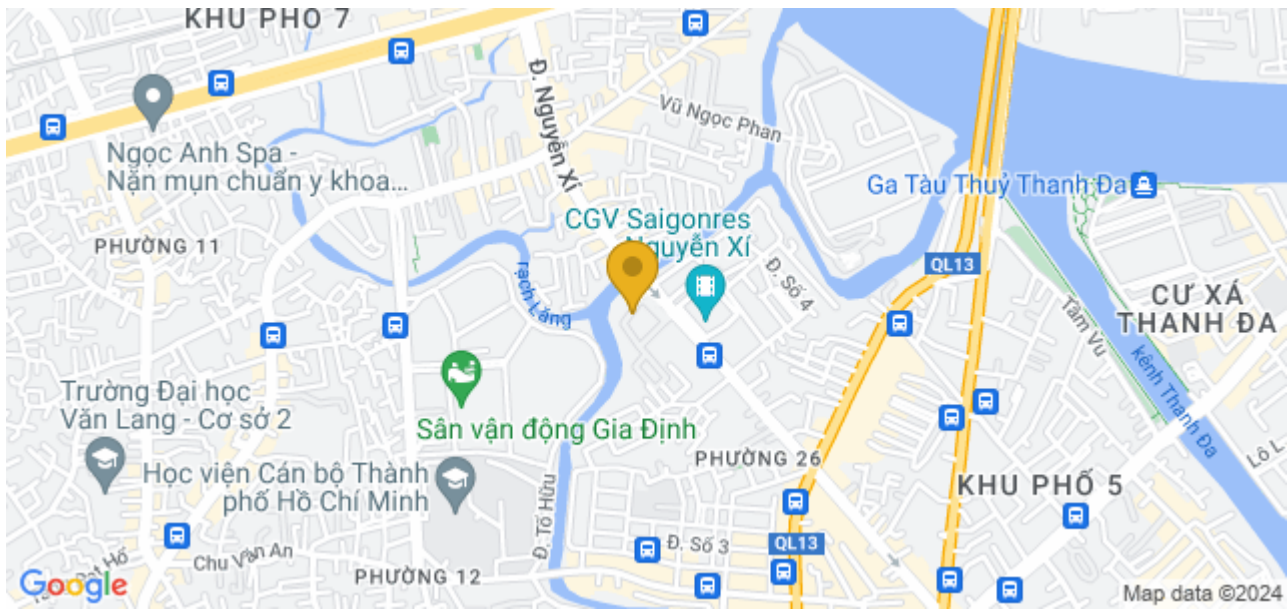 KHU PHỐ 7
Đ. Nguyễn Xí
Vũ Ngọc Phan
Ngọc Anh Spa -
Nặn mụn chuẩn y khoa...
Ga Tàu Thuỷ Thanh Đa
PHƯỜNG 11
CGV Saigonres
Nguyễn Xí
QL13
Đ. Số 4
rạch Lăng
CƯ XÁ
THANH ĐA
Tầm Vu
kênh Thanh Đa
Trường Đại học
Văn Lang - Cơ sở 2
Sân vận động Gia Định
PHƯỜNG 26
Học viện Cán bộ Thành
phố Hồ Chí Minh
KHU PHỐ 5
Đ. Tố Hữu
Đ. Số 3
QL13
Chu Văn An
PHƯỜNG 12
Google
Map data ©2024